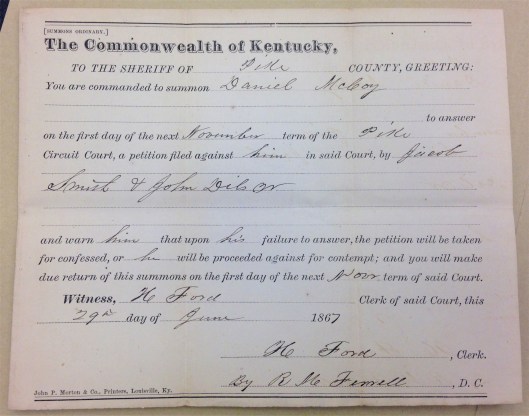 [SUMMONS ORDINARY.]
The Commonwealth of Kentucky,
TO THE SHERIFF OF Pike COUNTY, GREETING:
You are commanded to summon Daniel McCoy
to answer
on the first day of the next November term of the Pike
Circuit Court, a petition filed against him in said Court, by Jacob
Smith & John
and warn him that upon his failure to answer, the petition will be taken
for confessed, or he will be proceeded against for contempt; and you will make
due return of this summons on the first day of the next Novr term of said Court.
Witness, H Ford Clerk of said Court, this
29th day of June 1867
H Ford, Clerk.
By R M Ferrell, D. C.
John P. Morton & Co., Printers, Louisville, Ky.